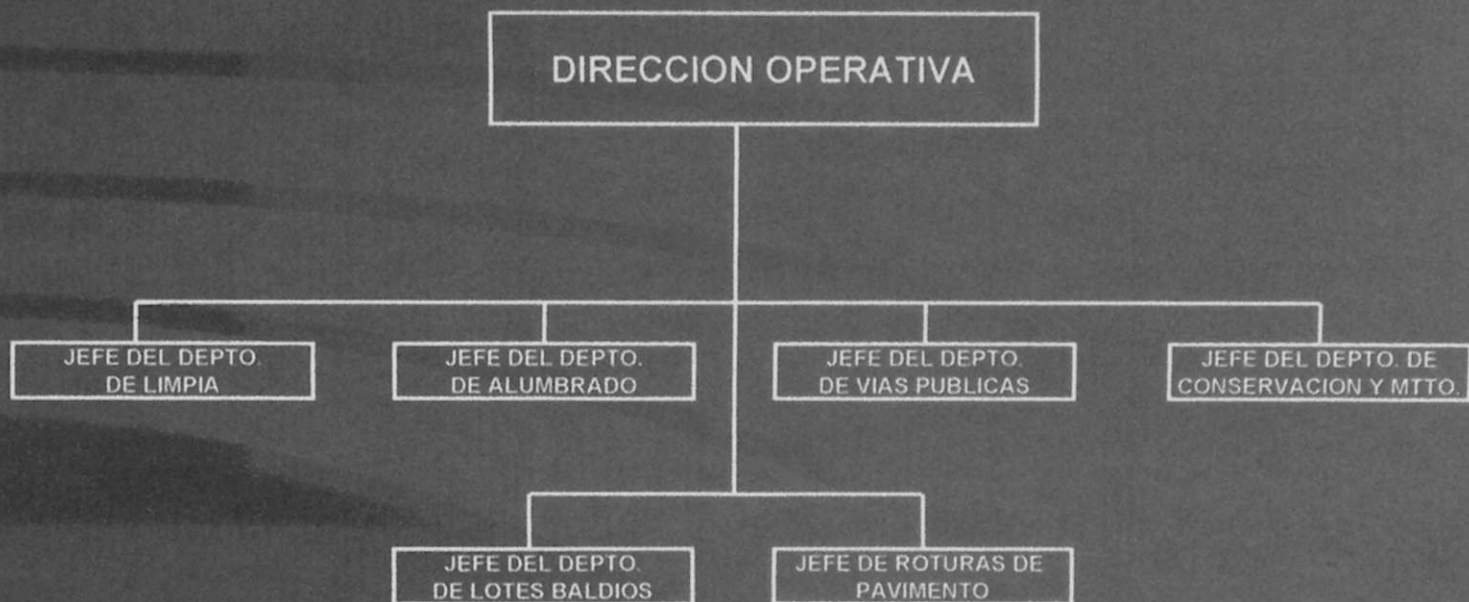 DIRECCION OPERATIVA
JEFE DEL DEPTO.
DE LIMPIA
JEFE DEL DEPTO.
DE ALUMBRADO
JEFE DEL DEPTO.
DE VIAS PUBLICAS
JEFE DEL DEPTO. DE
CONSERVACION Y MTTO.
JEFE DEL DEPTO.
DE LOTES BALDIOS
JEFE DE ROTURAS DE
PAVIMENTO